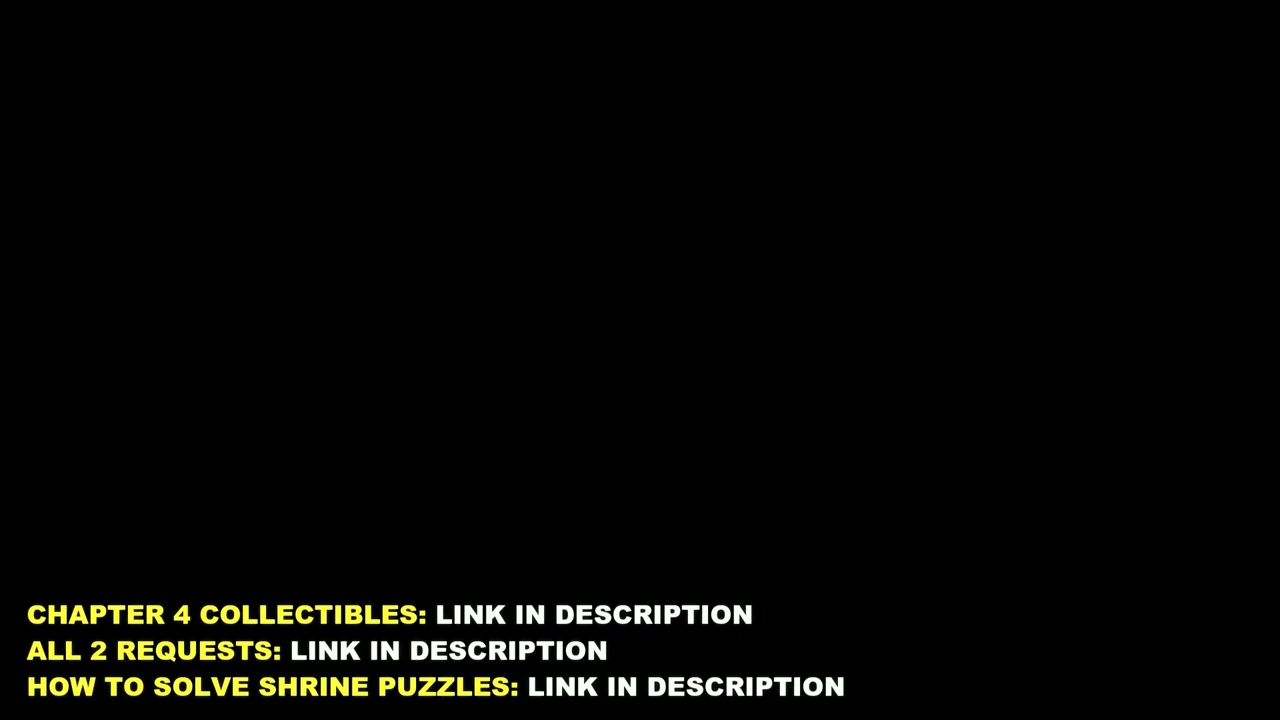 CHAPTER 4 COLLECTIBLES: LINK IN DESCRIPTION
ALL 2 REQUESTS: LINK IN DESCRIPTION
HOW TO SOLVE SHRINE PUZZLES: LINK IN DESCRIPTION